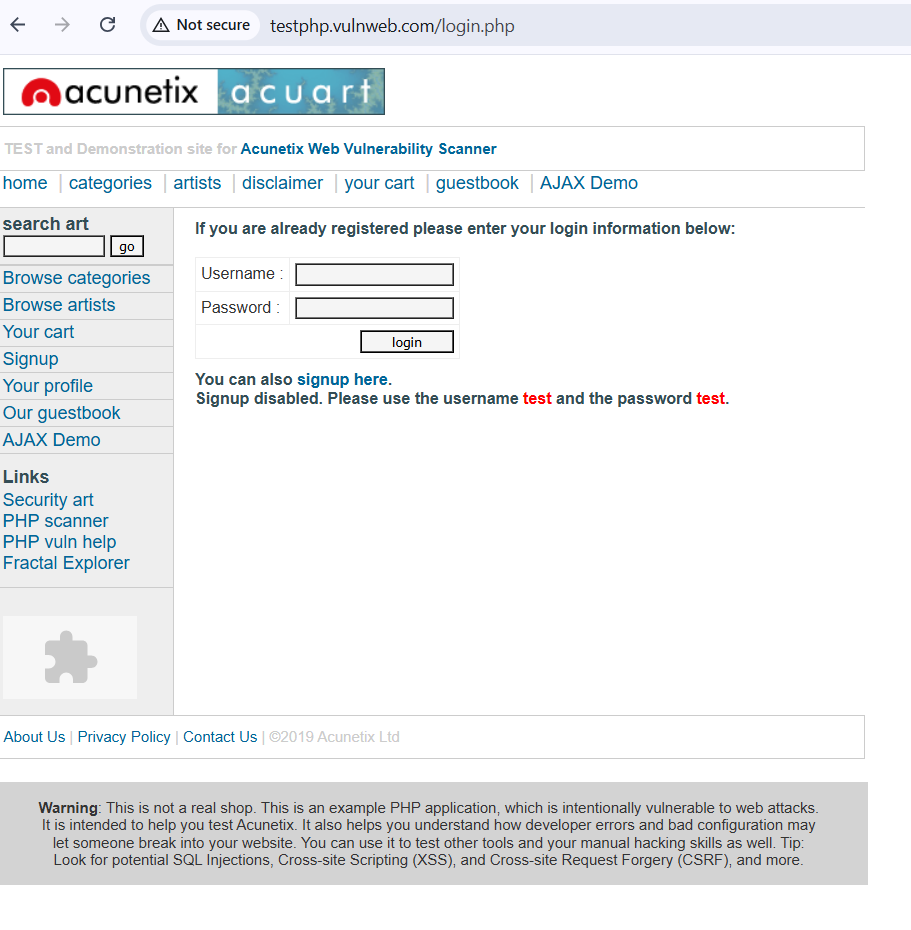 Not secure testphp.vulnweb.com/login.php
acunetix acuart
TEST and Demonstration site for Acunetix Web Vulnerability Scanner
home | categories | artists | disclaimer | your cart | guestbook | AJAX Demo
search art
go
Browse categories
Browse artists
Your cart
Signup
Your profile
Our guestbook
AJAX Demo
Links
Security art
PHP scanner
PHP vuln help
Fractal Explorer
If you are already registered please enter your login information below:
Username :
Password :
login
You can also signup here.
Signup disabled. Please use the username test and the password test.
About Us | Privacy Policy | Contact Us | ©2019 Acunetix Ltd
Warning: This is not a real shop. This is an example PHP application, which is intentionally vulnerable to web attacks.
It is intended to help you test Acunetix. It also helps you understand how developer errors and bad configuration may
let someone break into your website. You can use it to test other tools and your manual hacking skills as well. Tip:
Look for potential SQL Injections, Cross-site Scripting (XSS), and Cross-site Request Forgery (CSRF), and more.